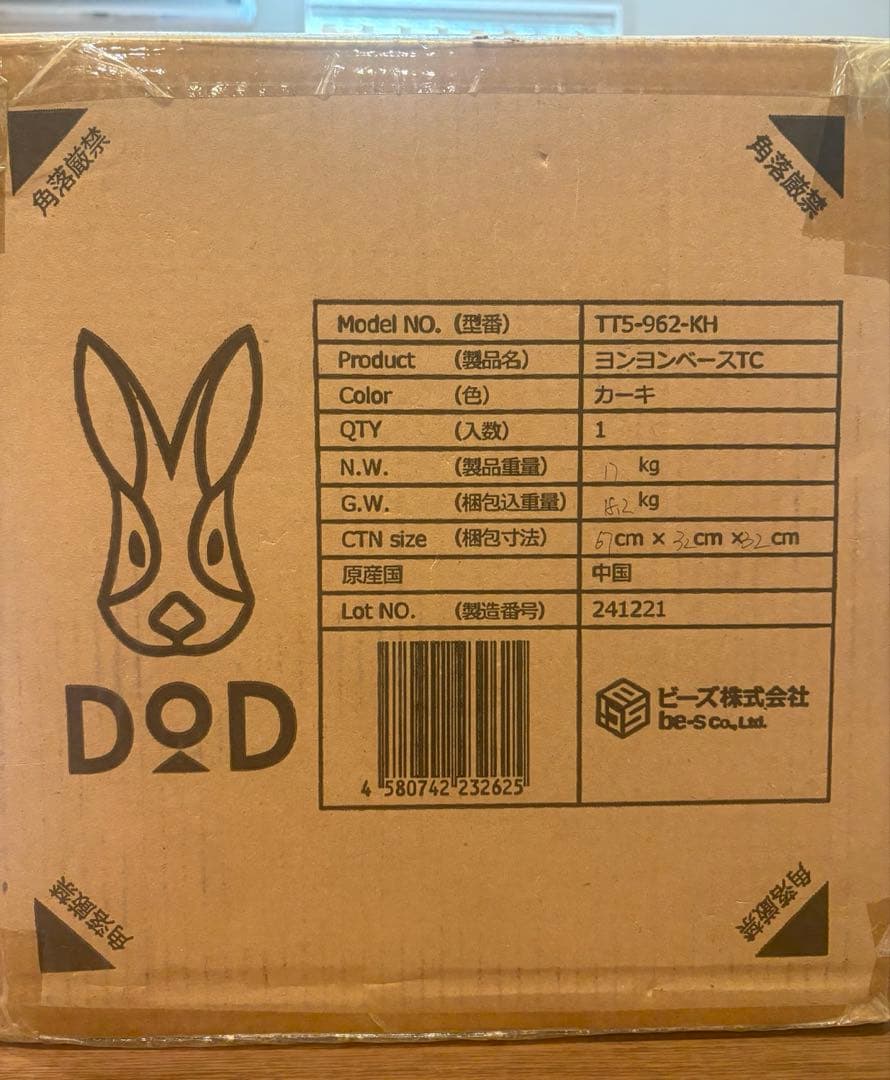 角落厳禁
角落厳禁
Model NO. (型番) TT5-962-KH
Product (製品名) ヨンヨンベースTC
Color (色) カーキ
QTY (入数) 1
N.W. (製品重量) 17 kg
G.W. (梱包込重量) 18.2 kg
CTN size (梱包寸法) 67cm × 32cm ×32cm
原産国 中国
Lot NO. (製造番号) 241221
DOD
4 580742 232625
ビーズ株式会社
be-s co., Ltd.
角落厳禁
角落厳禁